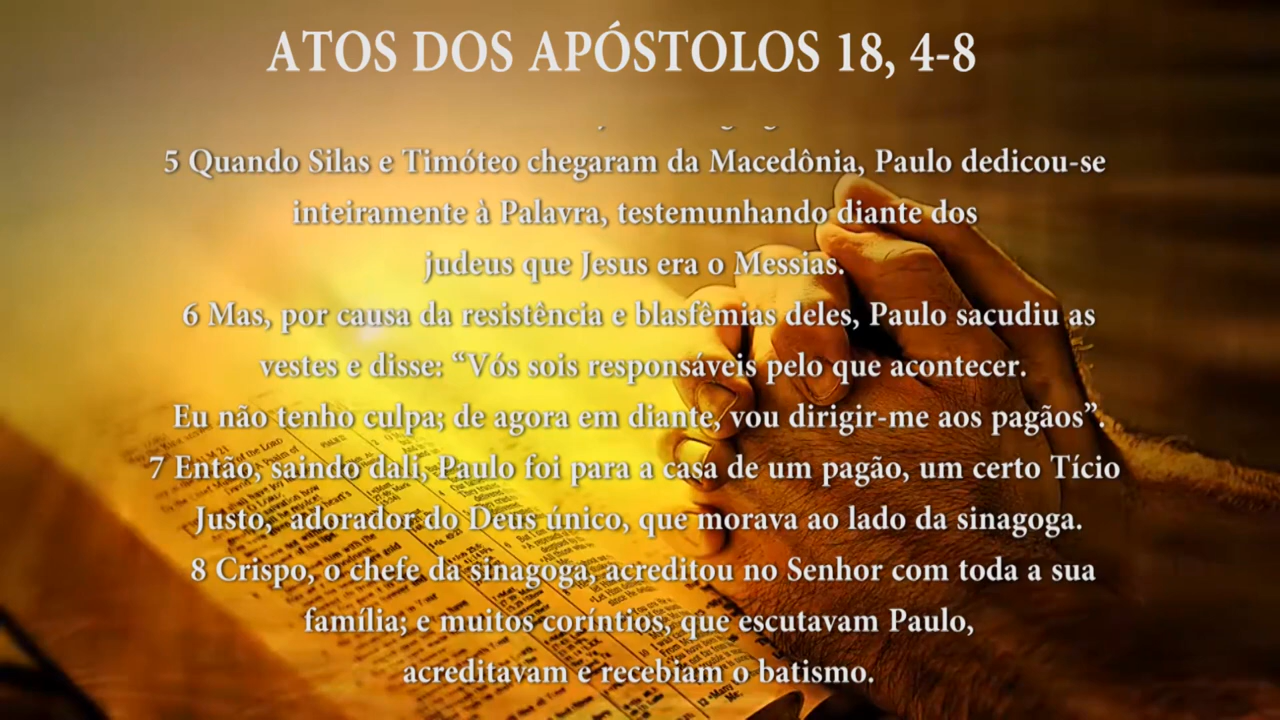 ATOS DOS APÓSTOLOS 18, 4-8
5 Quando Silas e Timóteo chegaram da Macedônia, Paulo dedicou-se
inteiramente à Palavra, testemunhando diante dos
judeus que Jesus era o Messias.
6 Mas, por causa da resistência e blasfêmias deles, Paulo sacudiu as
vestes e disse: “Vós sois responsáveis pelo que acontecer.
Eu não tenho culpa; de agora em diante, vou dirigir-me aos pagãos”.
7 Então, saindo dali, Paulo foi para a casa de um pagão, um certo Tício
Justo, adorador do Deus único, que morava ao lado da sinagoga.
8 Crispo, o chefe da sinagoga, acreditou no Senhor com toda a sua
família; e muitos coríntios, que escutavam Paulo,
acreditavam e recebiam o batismo.